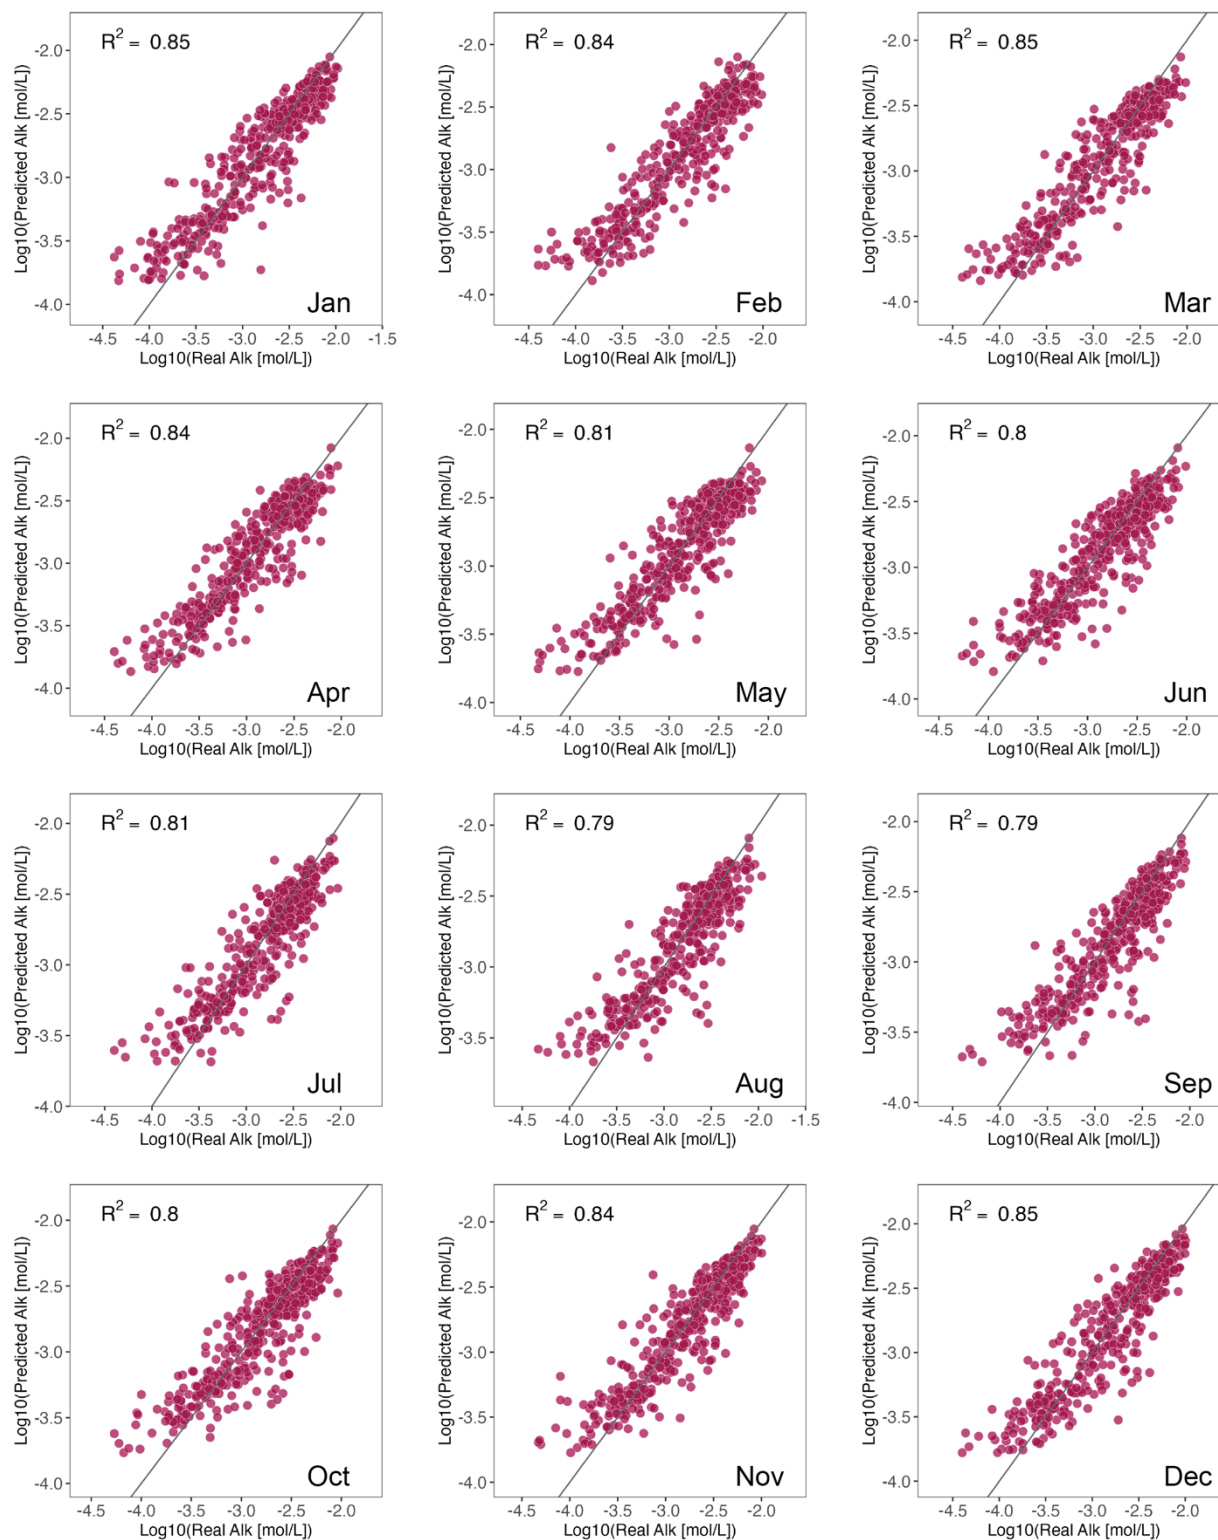 R² = 0.85
Log10(Predicted Alk [mol/L])
-2.0
-2.5
-3.0
-3.5
-4.0
Jan
-4.5 -4.0 -3.5 -3.0 -2.5 -2.0 -1.5
Log10(Real Alk [mol/L])
R² = 0.84
Log10(Predicted Alk [mol/L])
-2.0
-2.5
-3.0
-3.5
-4.0
Feb
-4.5 -4.0 -3.5 -3.0 -2.5 -2.0
Log10(Real Alk [mol/L])
R² = 0.85
Log10(Predicted Alk [mol/L])
-2.0
-2.5
-3.0
-3.5
-4.0
Mar
-4.5 -4.0 -3.5 -3.0 -2.5 -2.0
Log10(Real Alk [mol/L])
R² = 0.84
Log10(Predicted Alk [mol/L])
-2.0
-2.5
-3.0
-3.5
-4.0
Apr
-4.5 -4.0 -3.5 -3.0 -2.5 -2.0
Log10(Real Alk [mol/L])
R² = 0.81
Log10(Predicted Alk [mol/L])
-2.0
-2.5
-3.0
-3.5
-4.0
May
-4.5 -4.0 -3.5 -3.0 -2.5 -2.0
Log10(Real Alk [mol/L])
R² = 0.8
Log10(Predicted Alk [mol/L])
-2.0
-2.5
-3.0
-3.5
-4.0
Jun
-4.5 -4.0 -3.5 -3.0 -2.5 -2.0
Log10(Real Alk [mol/L])
R² = 0.81
Log10(Predicted Alk [mol/L])
-2.0
-2.5
-3.0
-3.5
-4.0
Jul
-4.5 -4.0 -3.5 -3.0 -2.5 -2.0
Log10(Real Alk [mol/L])
R² = 0.79
Log10(Predicted Alk [mol/L])
-2.0
-2.5
-3.0
-3.5
Aug
-4.5 -4.0 -3.5 -3.0 -2.5 -2.0 -1.5
Log10(Real Alk [mol/L])
R² = 0.79
Log10(Predicted Alk [mol/L])
-2.0
-2.5
-3.0
-3.5
-4.0
Sep
-4.5 -4.0 -3.5 -3.0 -2.5 -2.0
Log10(Real Alk [mol/L])
R² = 0.8
Log10(Predicted Alk [mol/L])
-2.0
-2.5
-3.0
-3.5
-4.0
Oct
-4.5 -4.0 -3.5 -3.0 -2.5 -2.0
Log10(Real Alk [mol/L])
R² = 0.84
Log10(Predicted Alk [mol/L])
-2.0
-2.5
-3.0
-3.5
-4.0
Nov
-4.5 -4.0 -3.5 -3.0 -2.5 -2.0
Log10(Real Alk [mol/L])
R² = 0.85
Log10(Predicted Alk [mol/L])
-2.0
-2.5
-3.0
-3.5
-4.0
Dec
-4.5 -4.0 -3.5 -3.0 -2.5 -2.0
Log10(Real Alk [mol/L])